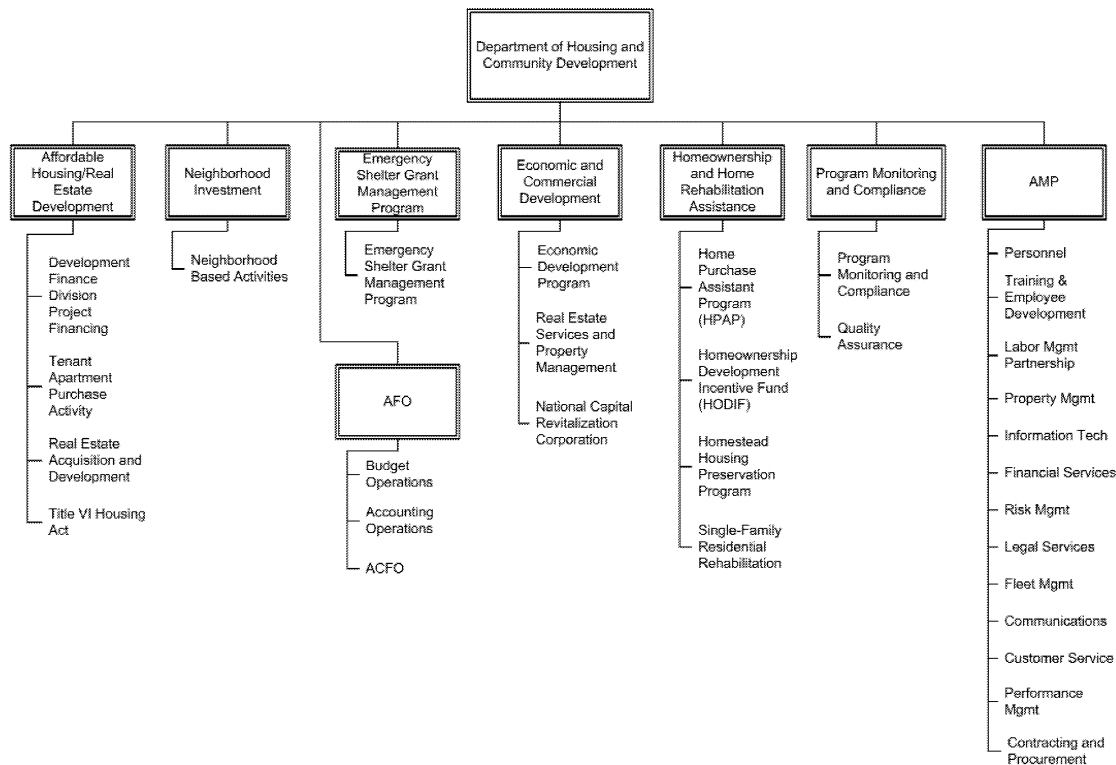 Department of Housing and
Community Development
Affordable
Housing/Real
Estate
Development
Development
Finance
Division
Project
Financing
Tenant
Apartment
Purchase
Activity
Real Estate
Acquisition and
Development
Title VI Housing
Act
Neighborhood
Investment
Neighborhood
Based Activities
Emergency
Shelter Grant
Management
Program
Emergency
Shelter Grant
Management
Program
AFO
Budget
Operations
Accounting
Operations
ACFO
Economic and
Commercial
Development
Economic
Development
Program
Real Estate
Services and
Property
Management
National Capital
Revitalization
Corporation
Homeownership
and Home
Rehabilitation
Assistance
Home
Purchase
Assistant
Program
(HPAP)
Homeownership
Development
Incentive Fund
(HODIF)
Homestead
Housing
Preservation
Program
Single-Family
Residential
Rehabilitation
Program Monitoring
and Compliance
Program
Monitoring and
Compliance
Quality
Assurance
AMP
Personnel
Training &
Employee
Development
Labor Mgmt
Partnership
Property Mgmt
Information Tech
Financial Services
Risk Mgmt
Legal Services
Fleet Mgmt
Communications
Customer Service
Performance
Mgmt
Contracting and
Procurement